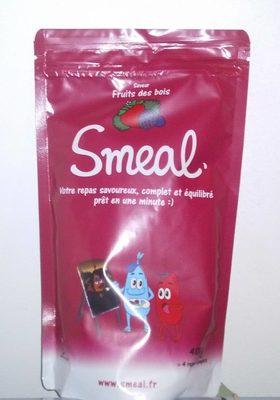 Saveur
Fruits des bois
Smeal
Votre repas savoureux, complet et équilibré
prêt en une minute :)
www.smeal.fr